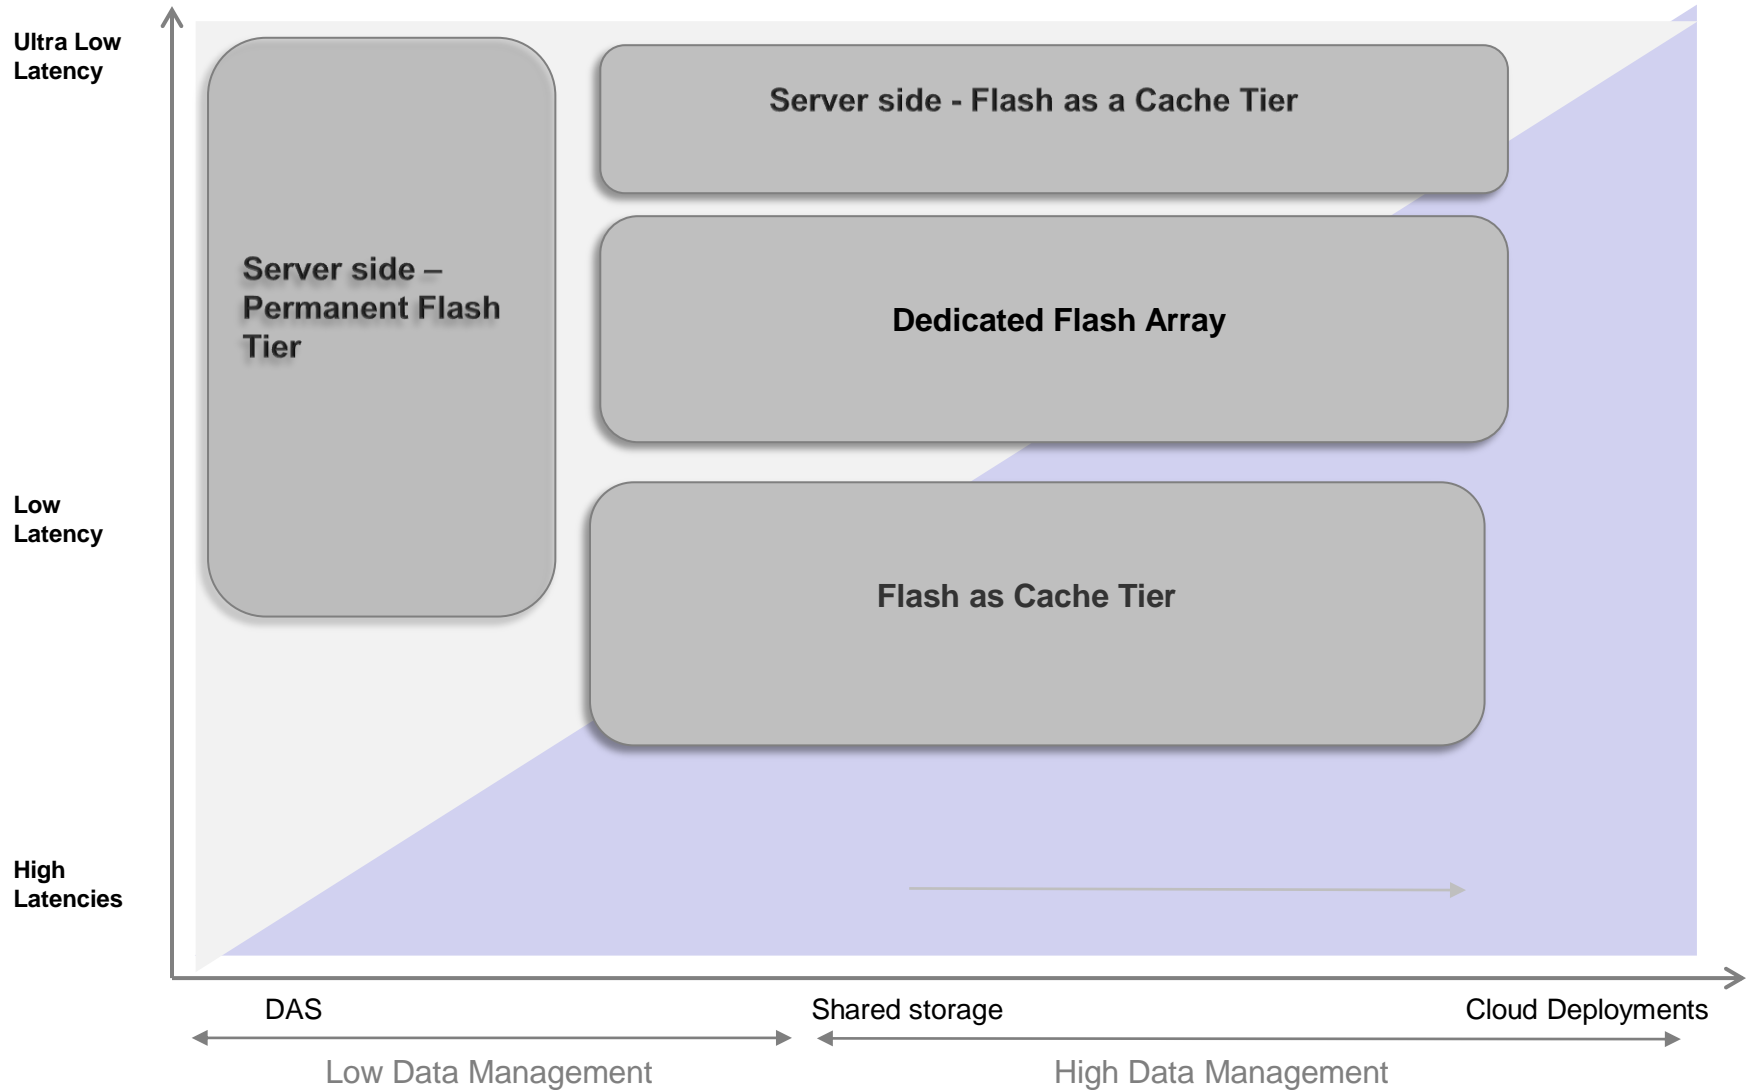 Ultra Low
Latency
Server side - Flash as a Cache Tier
Server side –
Permanent Flash
Tier
Dedicated Flash Array
Low
Latency
Flash as Cache Tier
High
Latencies
DAS
Shared storage
Cloud Deployments
Low Data Management
High Data Management